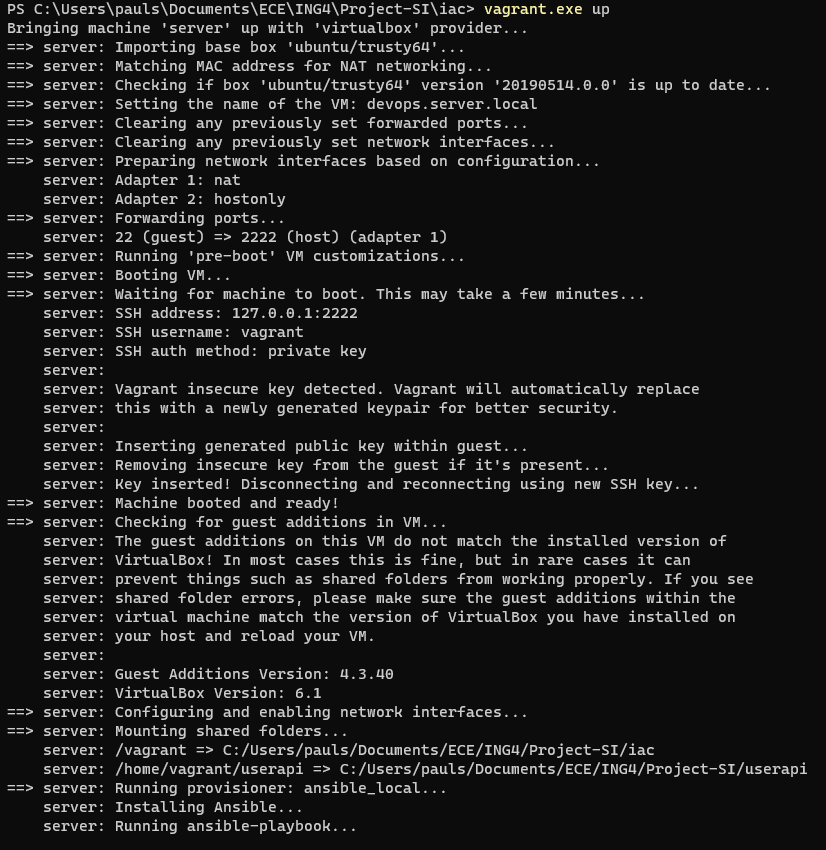 PS C:\Users\pauls\Documents\ECE\ING4\Project-SI\iac> vagrant.exe up
Bringing machine 'server' up with 'virtualbox' provider...
==> server: Importing base box 'ubuntu/trusty64'...
==> server: Matching MAC address for NAT networking...
==> server: Checking if box 'ubuntu/trusty64' version '20190514.0.0' is up to date...
==> server: Setting the name of the VM: devops.server.local
==> server: Clearing any previously set forwarded ports...
==> server: Clearing any previously set network interfaces...
==> server: Preparing network interfaces based on configuration...
    server: Adapter 1: nat
    server: Adapter 2: hostonly
==> server: Forwarding ports...
    server: 22 (guest) => 2222 (host) (adapter 1)
==> server: Running 'pre-boot' VM customizations...
==> server: Booting VM...
==> server: Waiting for machine to boot. This may take a few minutes...
    server: SSH address: 127.0.0.1:2222
    server: SSH username: vagrant
    server: SSH auth method: private key
    server:
    server: Vagrant insecure key detected. Vagrant will automatically replace
    server: this with a newly generated keypair for better security.
    server:
    server: Inserting generated public key within guest...
    server: Removing insecure key from the guest if it's present...
    server: Key inserted! Disconnecting and reconnecting using new SSH key...
==> server: Machine booted and ready!
==> server: Checking for guest additions in VM...
    server: The guest additions on this VM do not match the installed version of
    server: VirtualBox! In most cases this is fine, but in rare cases it can
    server: prevent things such as shared folders from working properly. If you see
    server: shared folder errors, please make sure the guest additions within the
    server: virtual machine match the version of VirtualBox you have installed on
    server: your host and reload your VM.
    server:
    server: Guest Additions Version: 4.3.40
    server: VirtualBox Version: 6.1
==> server: Configuring and enabling network interfaces...
==> server: Mounting shared folders...
    server: /vagrant => C:/Users/pauls/Documents/ECE/ING4/Project-SI/iac
    server: /home/vagrant/userapi => C:/Users/pauls/Documents/ECE/ING4/Project-SI/userapi
==> server: Running provisioner: ansible_local...
    server: Installing Ansible...
    server: Running ansible-playbook...